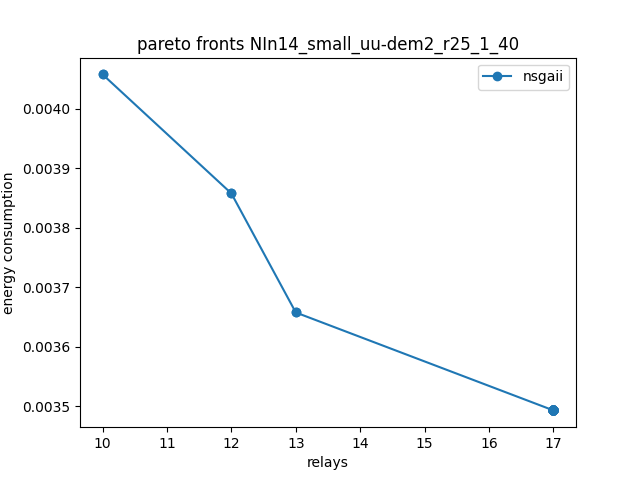 pareto fronts NIn14_small_uu-dem2_r25_1_40
nsgaii
energy consumption
0.0040
0.0039
0.0038
0.0037
0.0036
0.0035
10 11 12 13 14 15 16 17
relays